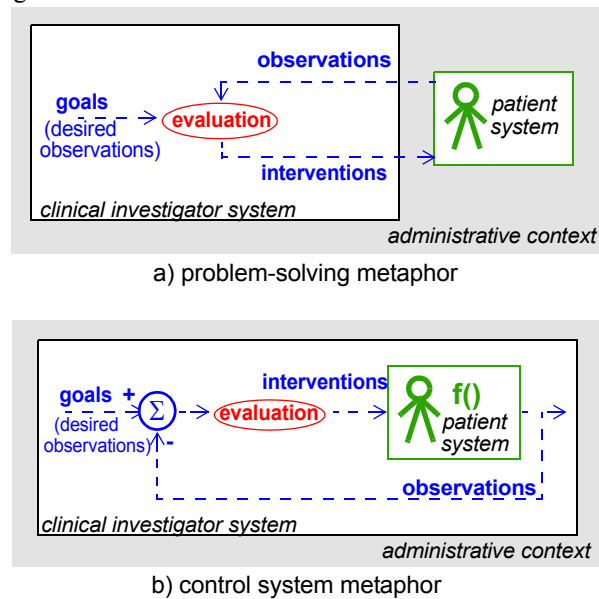 observations
goals
(desired
observations)
evaluation
patient
system
interventions
clinical investigator system
administrative context
a) problem-solving metaphor
goals +
(desired
observations)
Σ
-
evaluation
interventions
f()
patient
system
observations
clinical investigator system
administrative context
b) control system metaphor